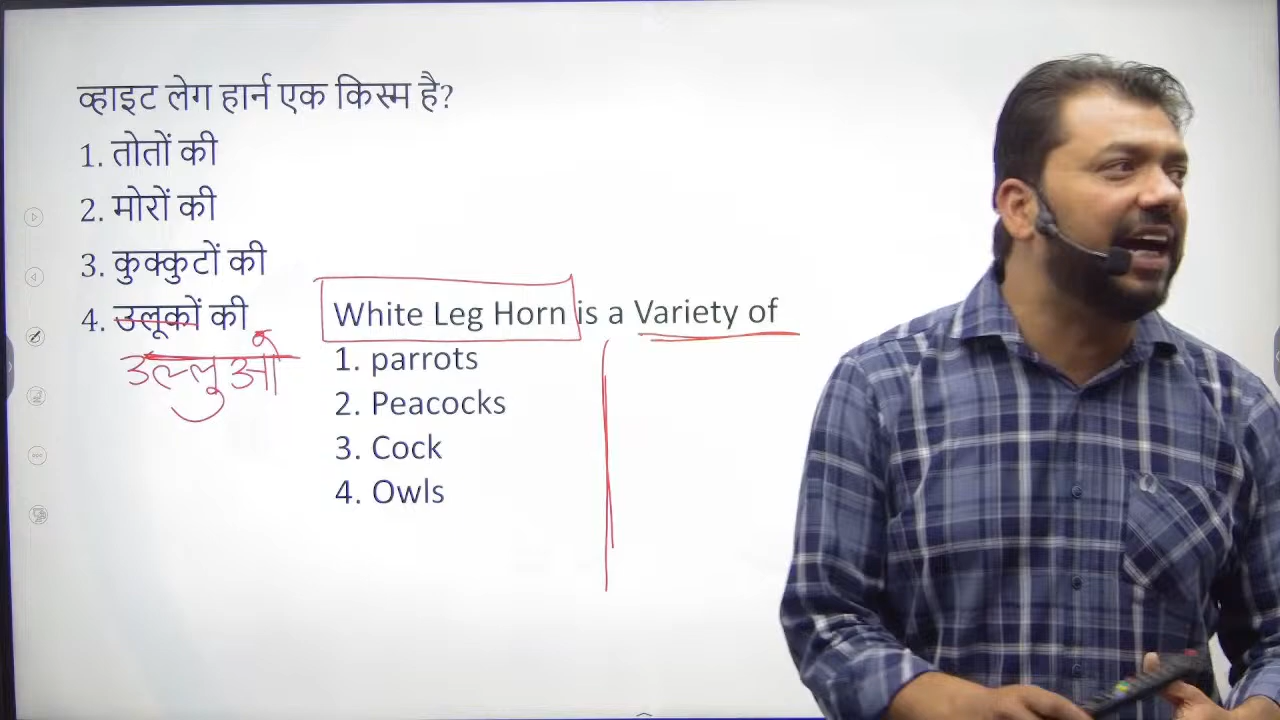 व्हाइट लेग हार्न एक किस्म है?
1. तोतों की
2. मोरों की
3. कुक्कुटों की
4. उलूकों की
उल्लुओं
White Leg Horn is a Variety of
1. parrots
2. Peacocks
3. Cock
4. Owls